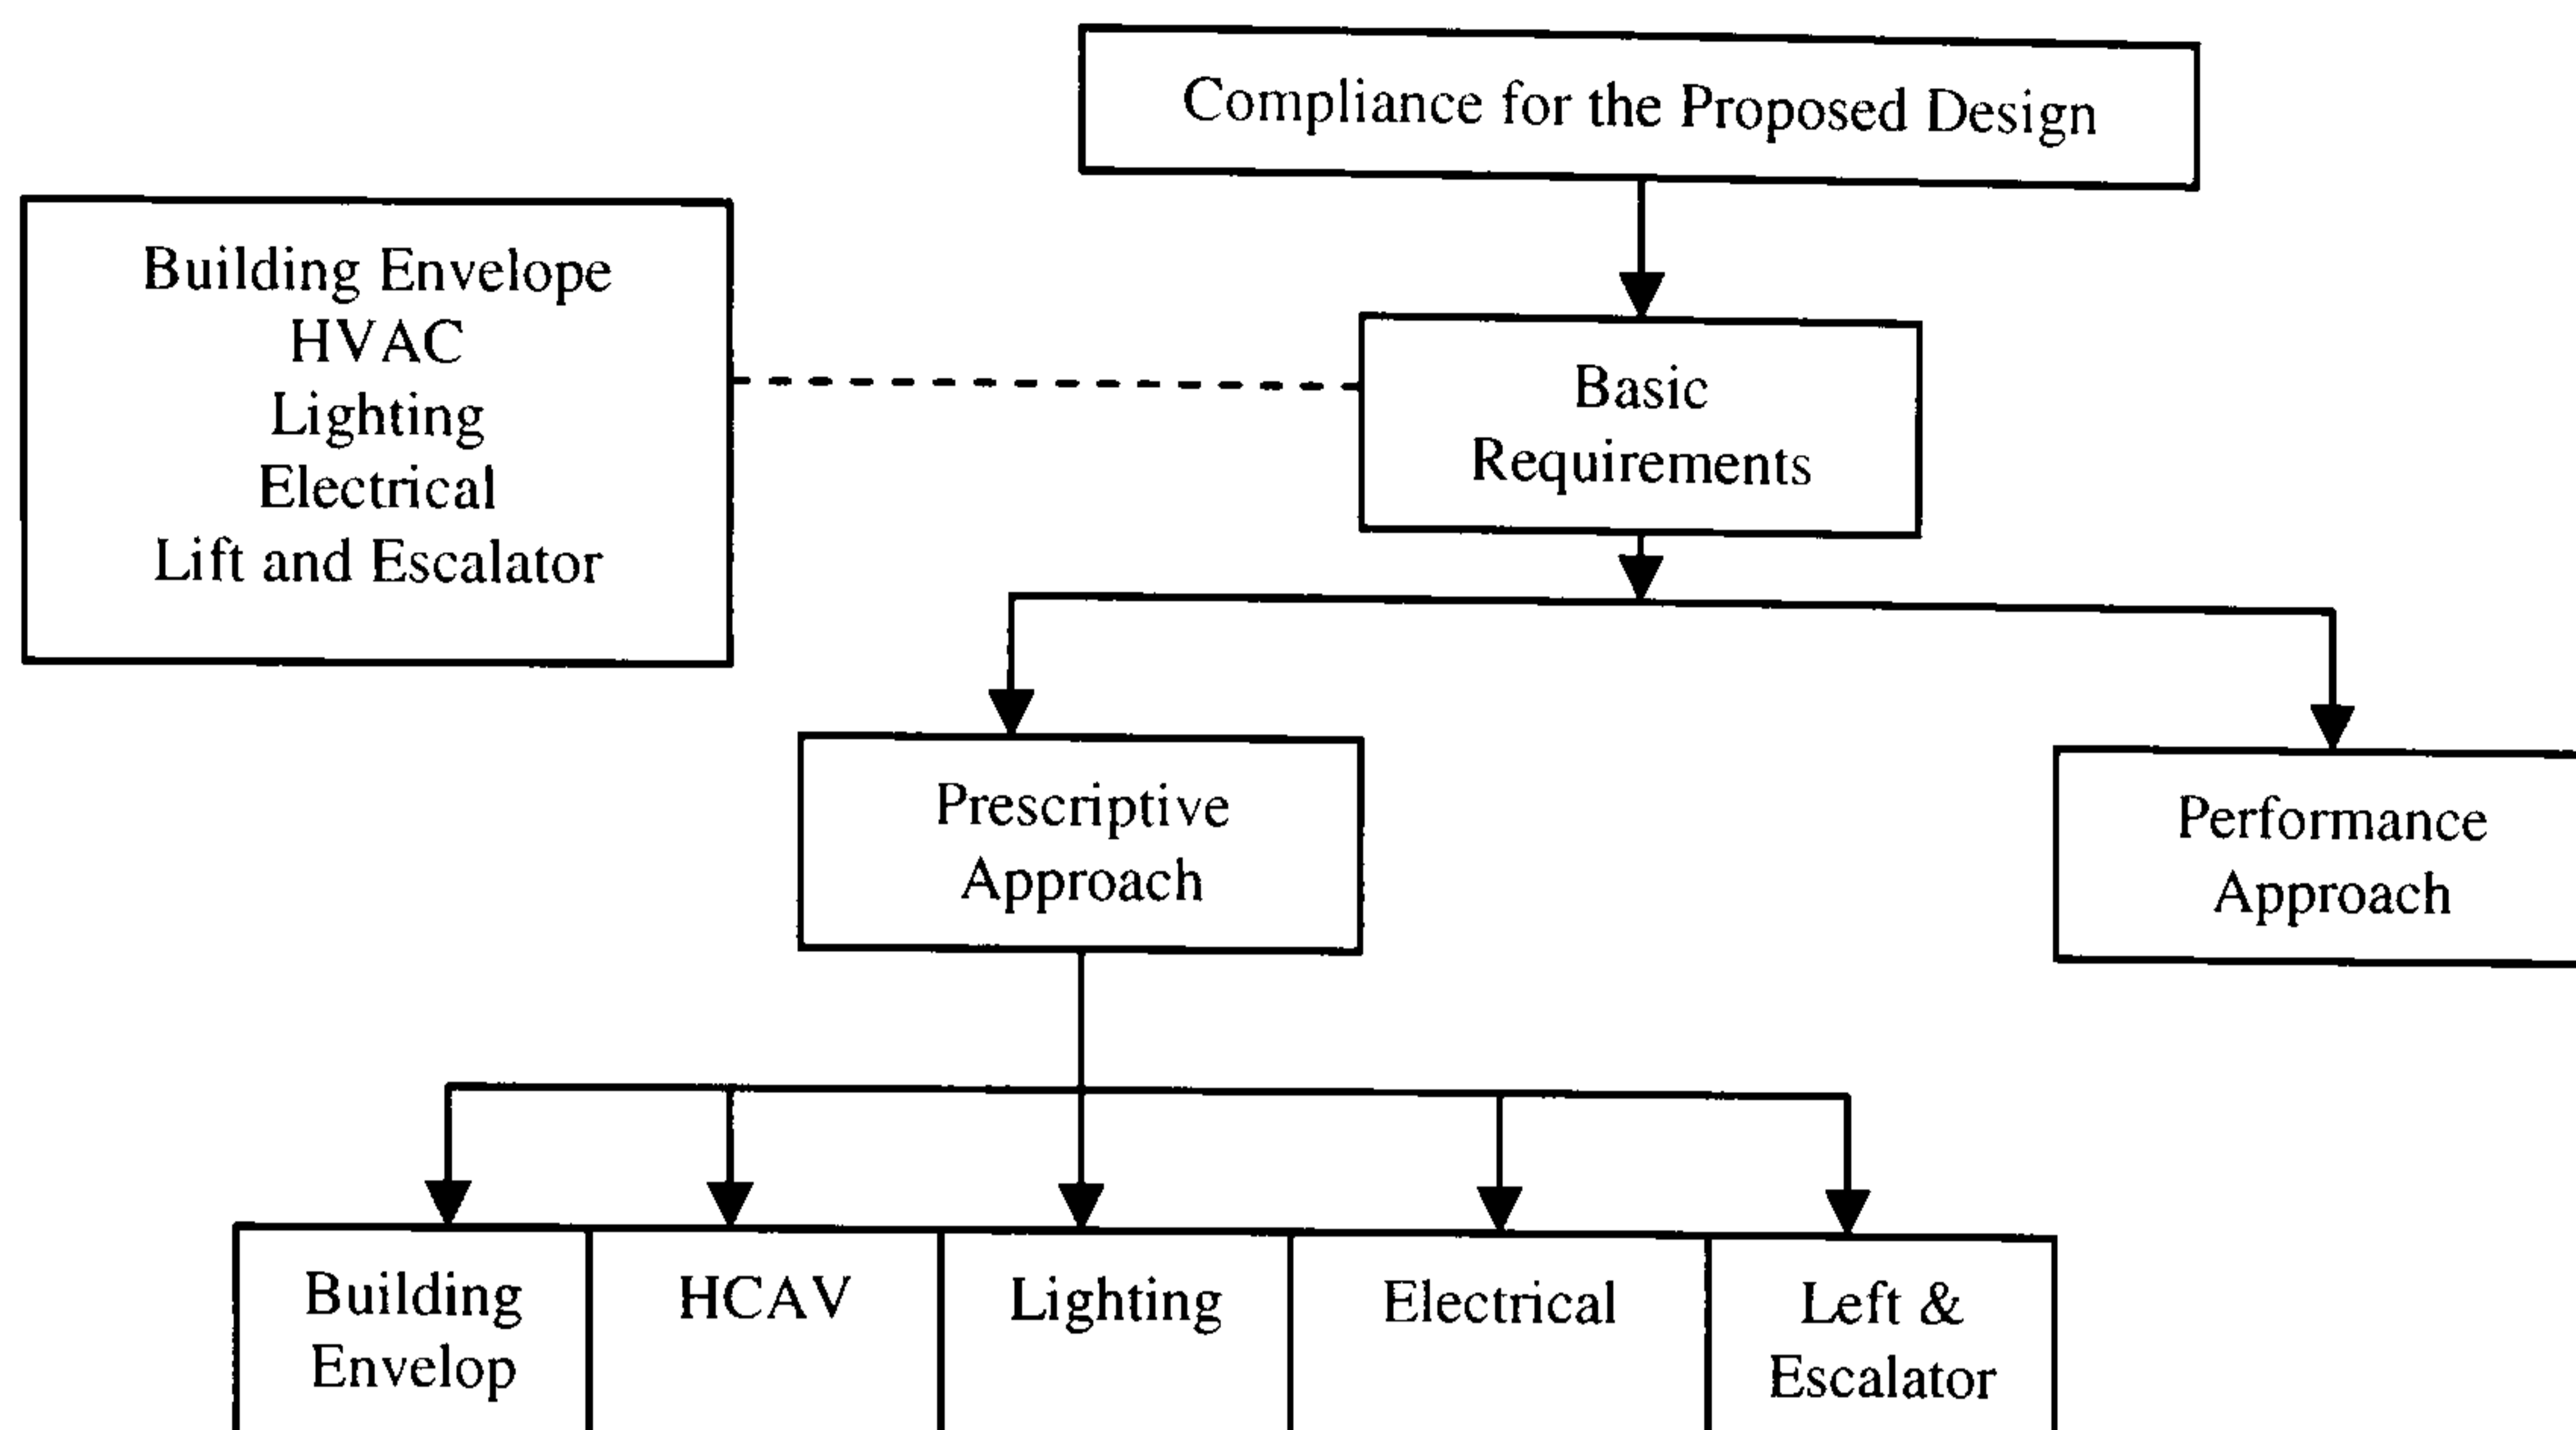 Compliance for the Proposed Design
Building Envelope
HVAC
Lighting
Electrical
Lift and Escalator
Basic
Requirements
Prescriptive
Approach
Performance
Approach
Building
Envelop
HCAV
Lighting
Electrical
Left &
Escalator